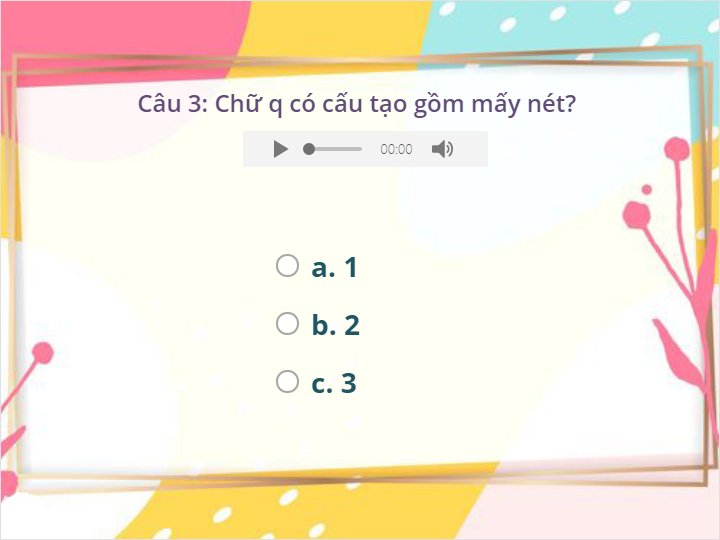 Câu 3: Chữ q có cấu tạo gồm mấy nét?
00:00
a. 1
b. 2
c. 3